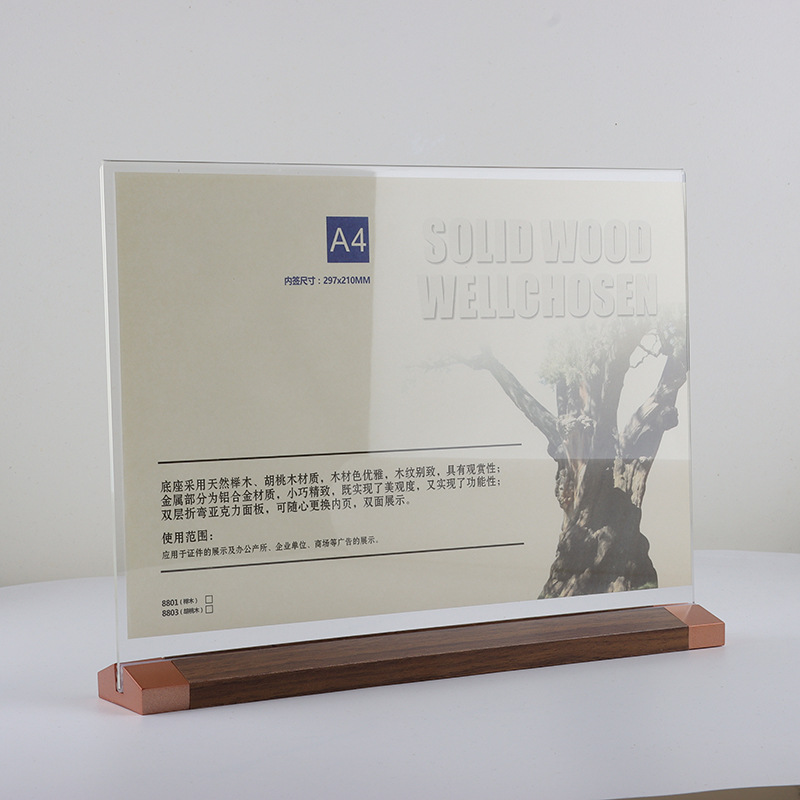 A4
内签尺寸：297x210MM
SOLID WOOD
WELLCHOSEN
底座采用天然榉木、胡桃木材质，木材色优雅，木纹别致，具有观赏性；
金属部分为铝合金材质，小巧精致，既实现了美观度，又实现了功能性；
双层折弯亚克力面板，可随心更换内页，双面展示。
使用范围：
应用于证件的展示及办公产所、企业单位、商场等广告的展示。
8801（榉木）□
8803（胡桃木）□